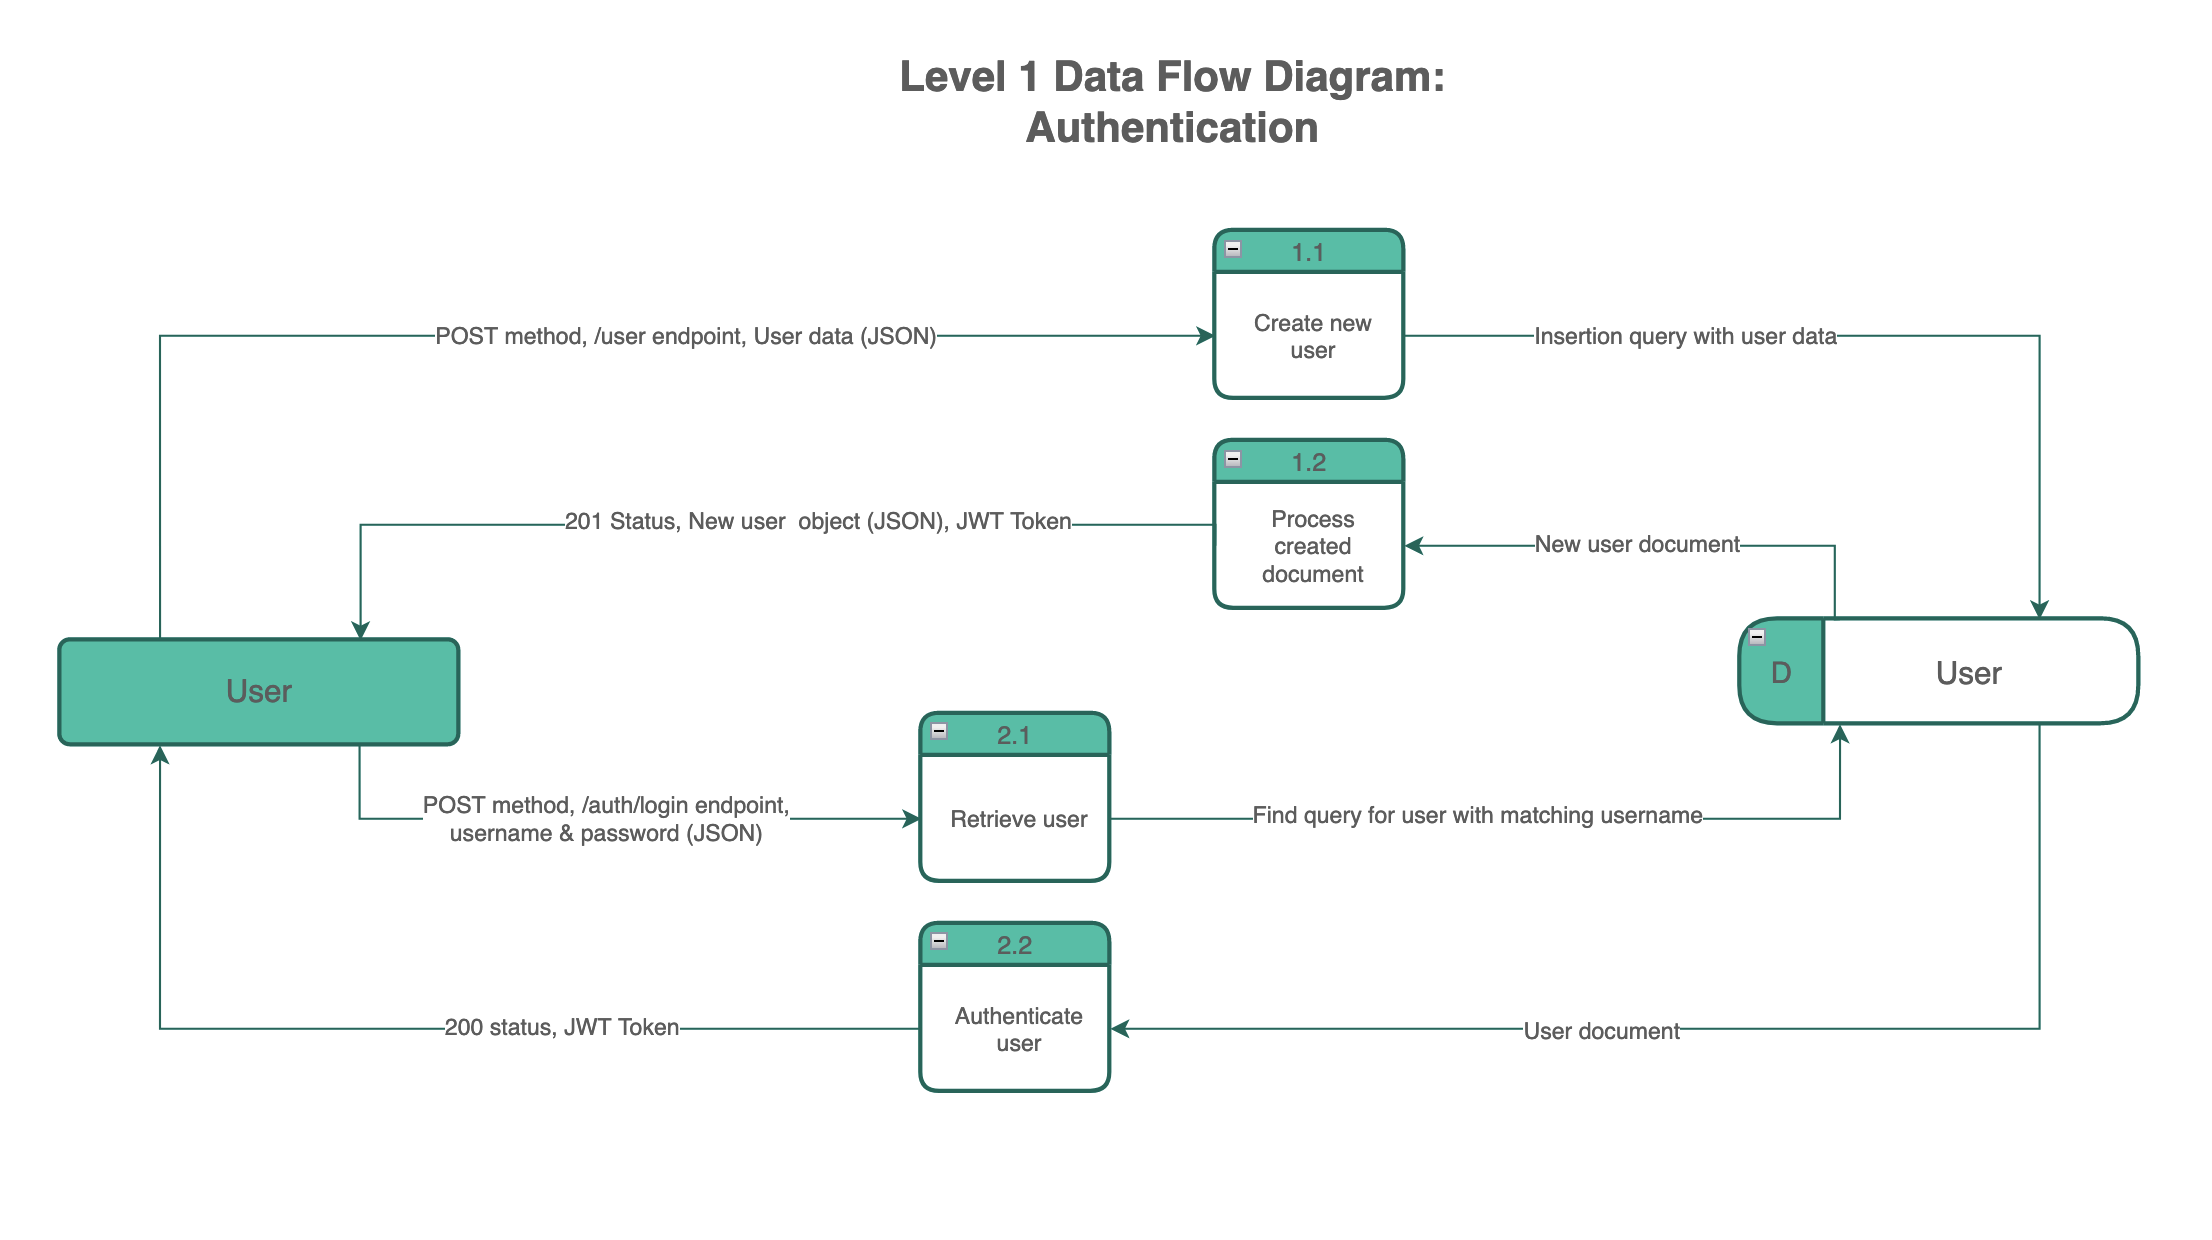 Level 1 Data Flow Diagram:
Authentication
1.1
Create new
user
POST method, /user endpoint, User data (JSON)
Insertion query with user data
1.2
Process
created
document
201 Status, New user  object (JSON), JWT Token
New user document
User
D
User
2.1
Retrieve user
POST method, /auth/login endpoint,
username & password (JSON)
Find query for user with matching username
2.2
Authenticate
user
200 status, JWT Token
User document